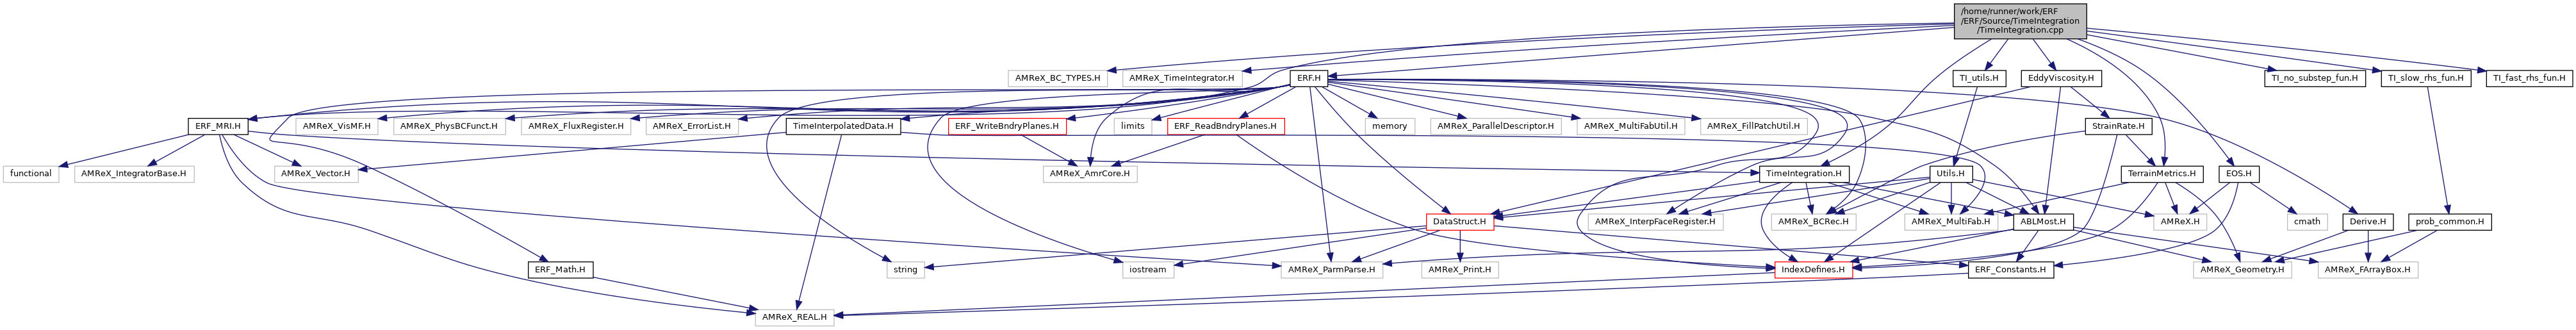 /home/runner/work/ERF
/ERF/Source/TimeIntegration
/TimeIntegration.cpp
AMReX_BC_TYPES.H
AMReX_TimeIntegrator.H
ERF.H
TI_utils.H
EddyViscosity.H
TI_no_substep_fun.H
TI_slow_rhs_fun.H
TI_fast_rhs_fun.H
ERF_MRI.H
AMReX_VisMF.H
AMReX_PhysBCFunct.H
AMReX_FluxRegister.H
AMReX_ErrorList.H
TimeInterpolatedData.H
ERF_WriteBndryPlanes.H
limits
ERF_ReadBndryPlanes.H
memory
AMReX_ParallelDescriptor.H
AMReX_MultiFabUtil.H
AMReX_FillPatchUtil.H
StrainRate.H
functional
AMReX_IntegratorBase.H
AMReX_Vector.H
AMReX_AmrCore.H
TimeIntegration.H
Utils.H
TerrainMetrics.H
EOS.H
DataStruct.H
AMReX_InterpFaceRegister.H
AMReX_BCRec.H
AMReX_MultiFab.H
ABLMost.H
AMReX.H
cmath
Derive.H
prob_common.H
ERF_Math.H
string
iostream
AMReX_ParmParse.H
AMReX_Print.H
IndexDefines.H
ERF_Constants.H
AMReX_Geometry.H
AMReX_FArrayBox.H
AMReX_REAL.H